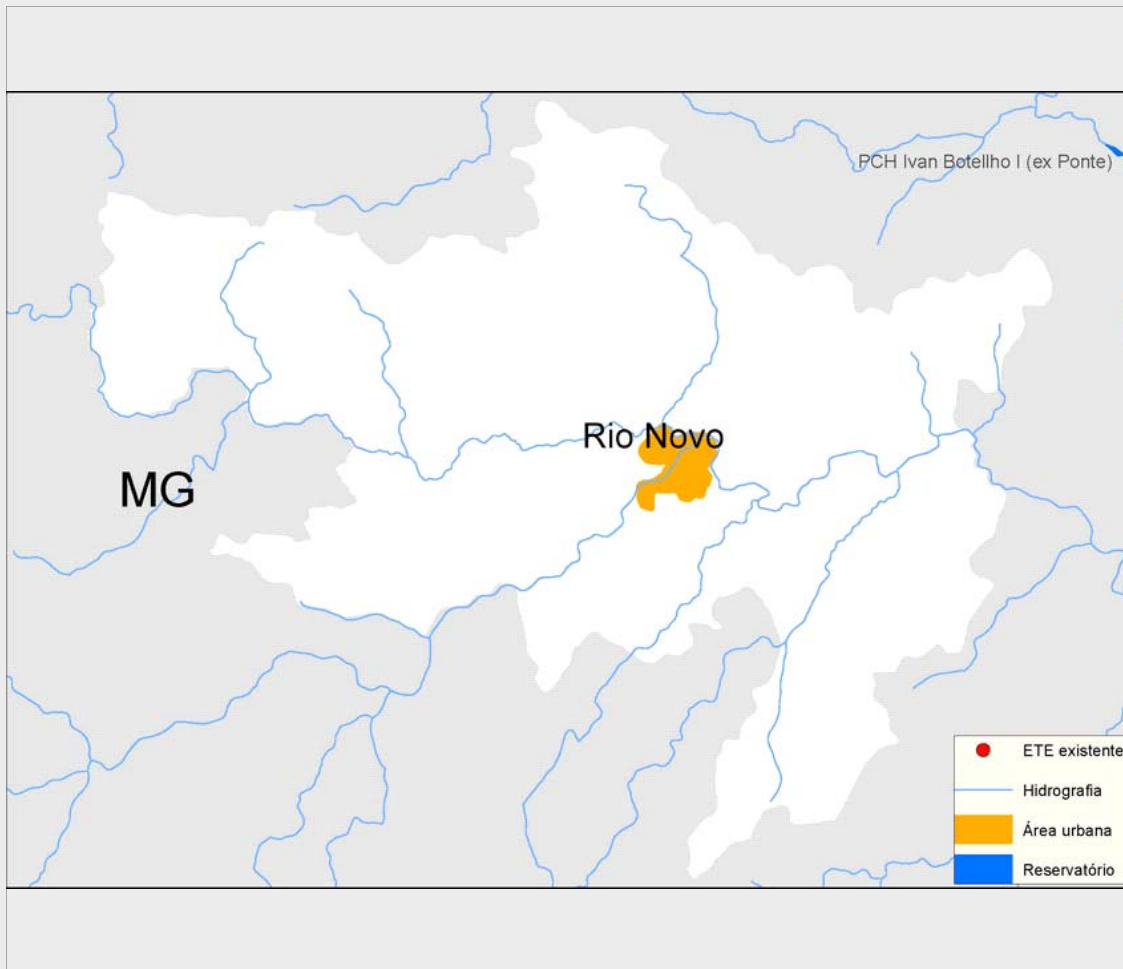 PCH Ivan Botellho I (ex Ponte)
Rio Novo
MG
ETE existente
Hidrografia
Área urbana
Reservatório